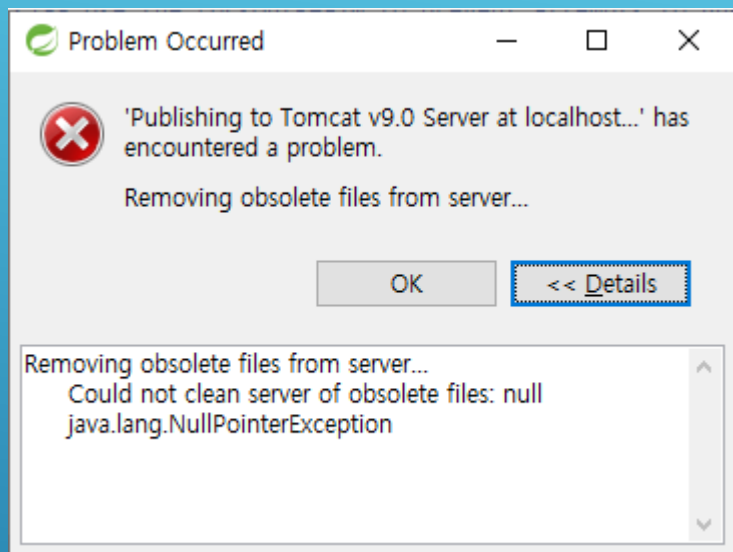 Problem Occurred
'Publishing to Tomcat v9.0 Server at localhost...' has
encountered a problem.
Removing obsolete files from server...
OK
<< Details
Removing obsolete files from server...
Could not clean server of obsolete files: null
java.lang.NullPointerException